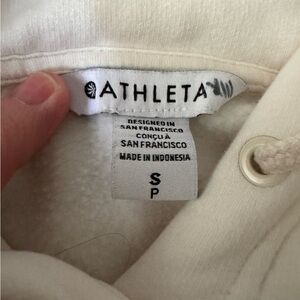 ATHLETA
DESIGNED IN
SAN FRANCISCO
CONÇU À
SAN FRANCISCO
MADE IN INDONESIA
S
P